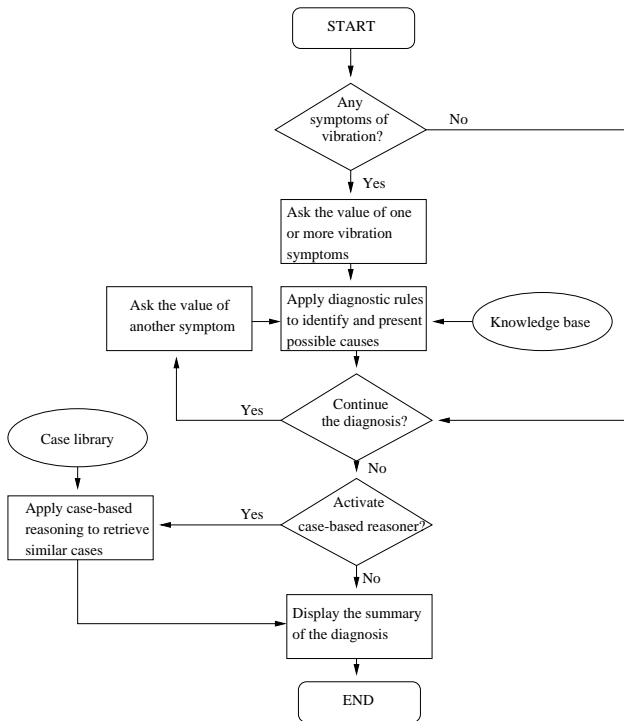 START
Any
symptoms of
vibration?
No
Yes
Ask the value of one
or more vibration
symptoms
Ask the value of
another symptom
Apply diagnostic rules
to identify and present
possible causes
Knowledge base
Continue
the diagnosis?
Yes
No
Case library
Apply case-based
reasoning to retrieve
similar cases
Yes
Activate
case-based reasoner?
No
Display the summary
of the diagnosis
END